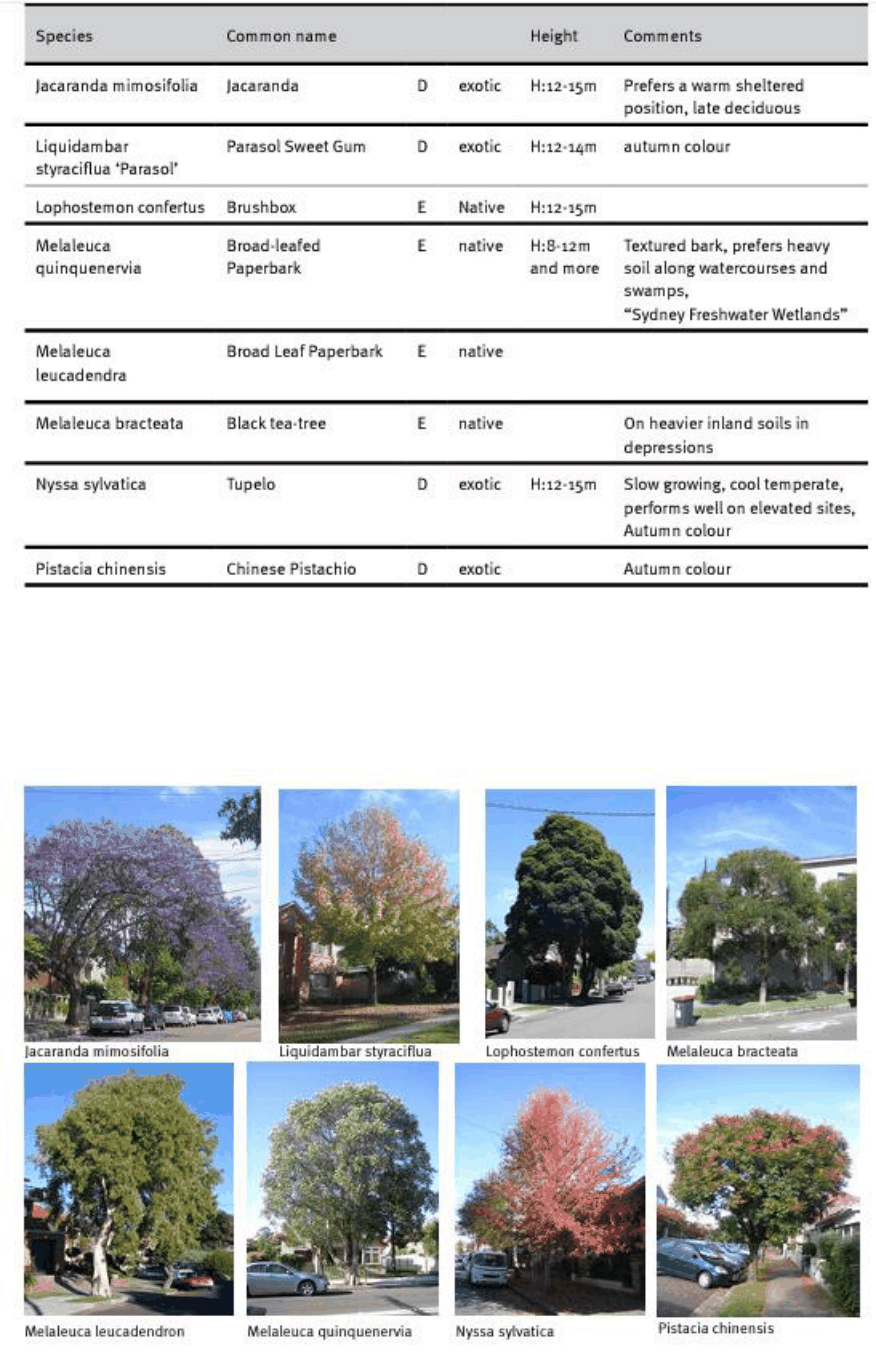 Species Common name Height Comments
Jacaranda mimosifolia Jacaranda D exotic H:12-15m Prefers a warm sheltered
position, late deciduous
Liquidambar Parasol Sweet Gum D exotic H:12-14m autumn colour
styraciflua ‘Parasol’
Lophostemon confertus Brushbox E Native H:12-15m
Melaleuca Broad-leafed E native H:8-12m Textured bark, prefers heavy
quinquenervia Paperbark and more soil along watercourses and
swamps,
“Sydney Freshwater Wetlands”
Melaleuca Broad Leaf Paperbark E native
leucadendra
Melaleuca bracteata Black tea-tree E native On heavier inland soils in
depressions
Nyssa sylvatica Tupelo D exotic H:12-15m Slow growing, cool temperate,
performs well on elevated sites,
Autumn colour
Pistacia chinensis Chinese Pistachio D exotic Autumn colour
Jacaranda mimosifolia Liquidambar styraciflua Lophostemon confertus Melaleuca bracteata
Melaleuca leucadendron Melaleuca quinquenervia Nyssa sylvatica Pistacia chinensis